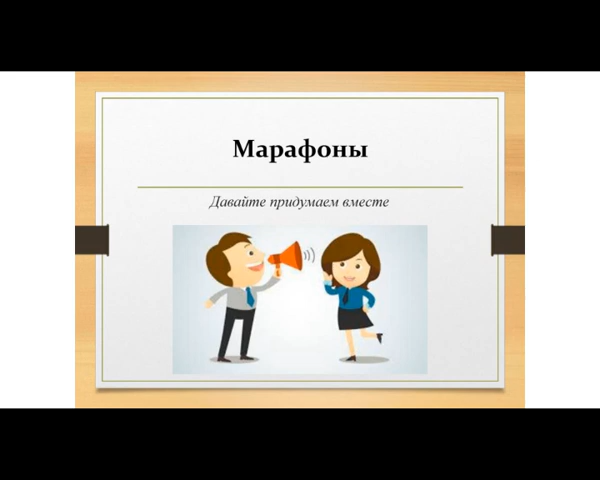 Марафоны
Давайте придумаем вместе